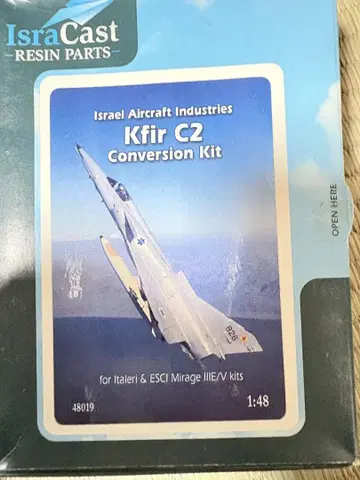 IsraCast
RESIN PARTS
Israel Aircraft Industries
Kfir C2
Conversion Kit
OPEN HERE
828
for Italeri & ESCI Mirage IIIE/V kits
48019
1:48